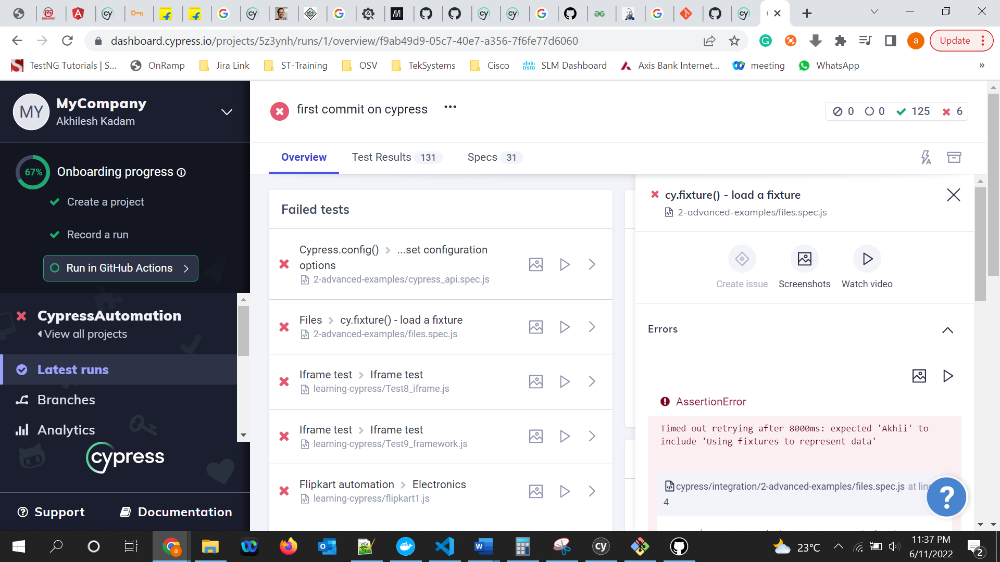 dashboard.cypress.io/projects/5z3ynh/runs/1/overview/f9ab49d9-05c7-40e7-a356-7f6fe77d6060
a
Update
TestNG Tutorials | S...
OnRamp
Jira Link
ST-Training
OSV
TekSystems
Cisco
SLM Dashboard
Axis Bank Internet...
meeting
WhatsApp
»
MY
MyCompany
Akhilesh Kadam
67%
Onboarding progress
Create a project
Record a run
Run in GitHub Actions
CypressAutomation
View all projects
Latest runs
Branches
Analytics
cypress
Support
Documentation
first commit on cypress
0
0
125
6
Overview
Test Results 131
Specs 31
Failed tests
Cypress.config() ...set configuration
options
2-advanced-examples/cypress_api.spec.js
Files cy.fixture() - load a fixture
2-advanced-examples/files.spec.js
Iframe test Iframe test
learning-cypress/Test8_iframe.js
Iframe test Iframe test
learning-cypress/Test9_framework.js
Flipkart automation Electronics
learning-cypress/flipkart1.js
cy.fixture() - load a fixture
2-advanced-examples/files.spec.js
Create issue
Screenshots
Watch video
Errors
AssertionError
Timed out retrying after 8000ms: expected 'Akhii' to
include 'Using fixtures to represent data'
cypress/integration/2-advanced-examples/files.spec.js at line
4
?
23°C
11:37 PM
6/11/2022
2